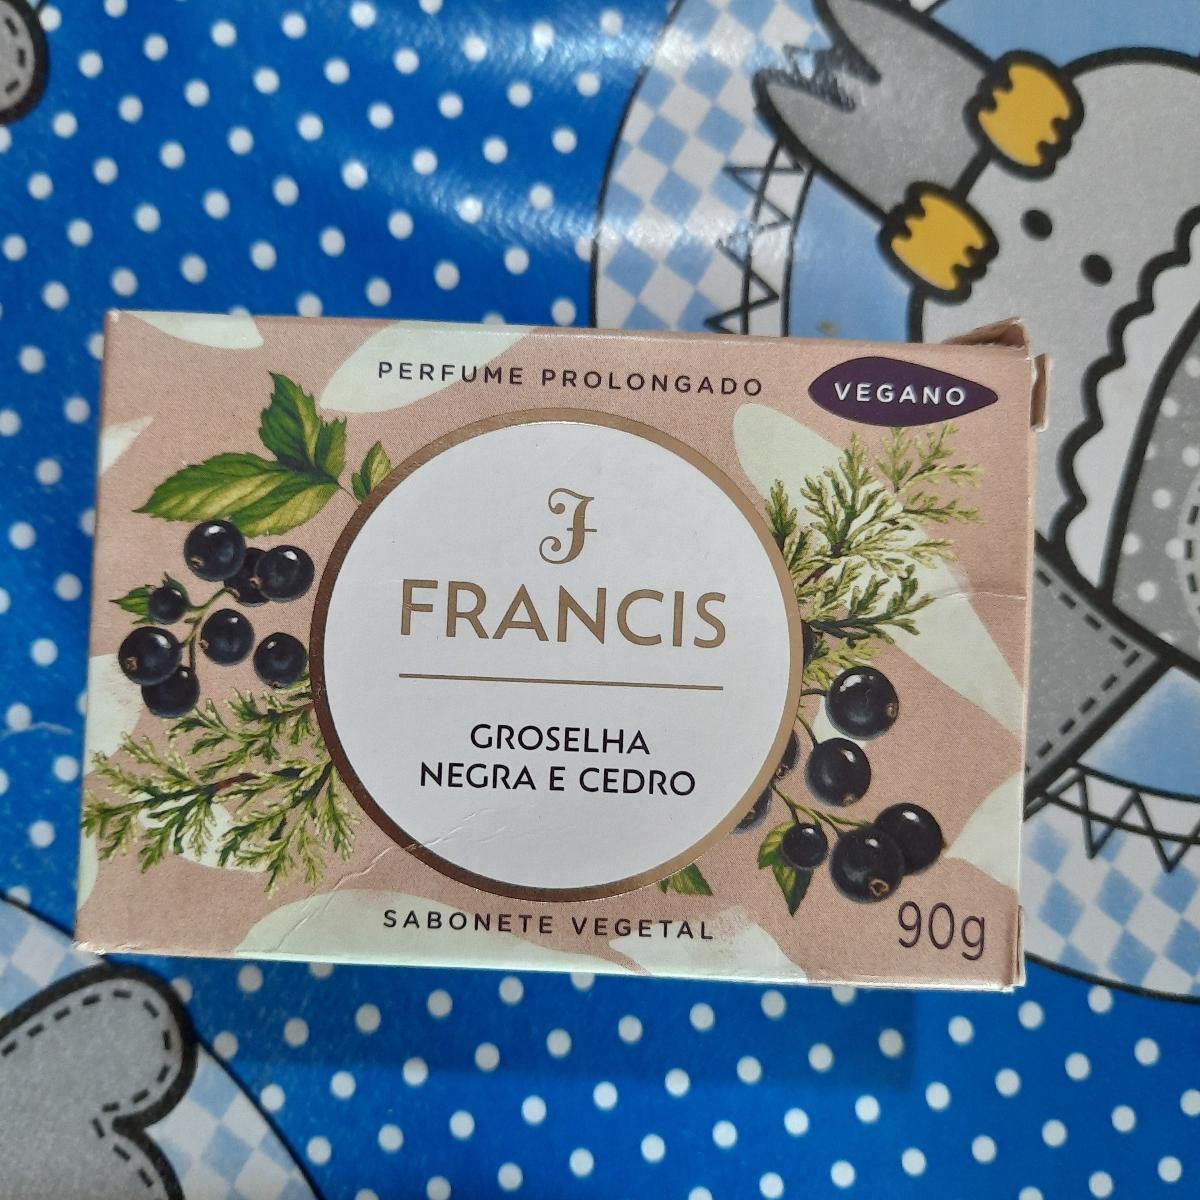 PERFUME PROLONGADO
VEGANO
F
FRANCIS
GROSELHA
NEGRA E CEDRO
SABONETE VEGETAL
90g